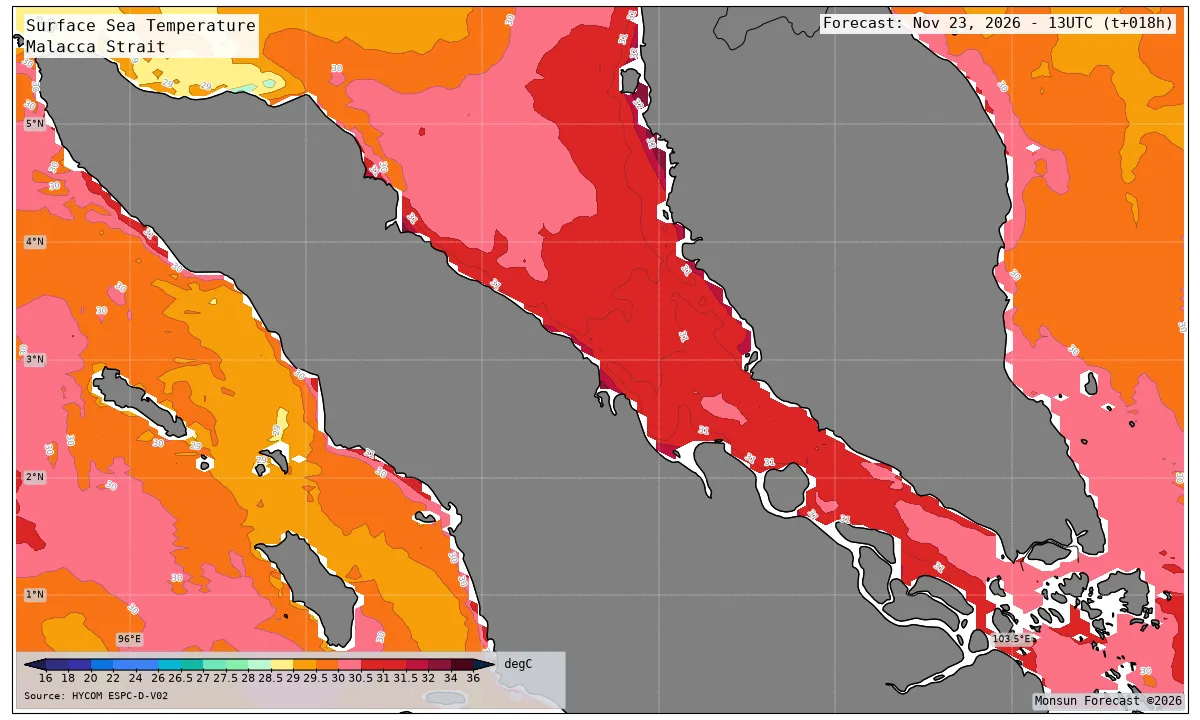 Surface Sea Temperature
Malacca Strait
Forecast: Nov 23, 2026 - 13UTC (t+018h)
5°N
4°N
3°N
2°N
1°N
96°E
103.5°E
16 18 20 22 24 26 26.5 27 27.5 28 28.5 29 29.5 30 30.5 31 31.5 32 34 36
degC
Source: HYCOM ESPC-D-V02
Monsun Forecast ©2026